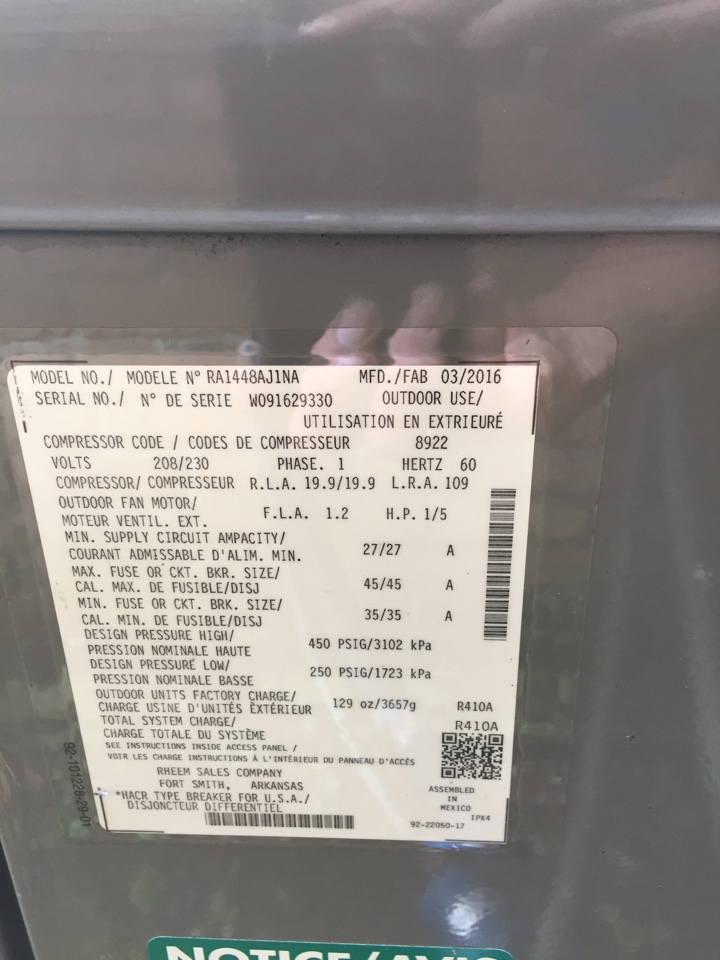 MODEL NO./ MODELE N° RA1448AJ1NA MFD./FAB 03/2016
SERIAL NO./ N° DE SERIE W091629330 OUTDOOR USE/
UTILISATION EN EXTRIEURÉ
COMPRESSOR CODE / CODES DE COMPRESEUR 8922
VOLTS 208/230 PHASE. 1 HERTZ 60
COMPRESSOR/ COMPRESSEUR R.L.A. 19.9/19.9 L.R.A. 109
OUTDOOR FAN MOTOR/
MOTEUR VENTIL. EXT. F.L.A. 1.2 H.P. 1/5
MIN. SUPPLY CIRCUIT AMPACITY/
COURANT ADMISSABLE D'ALIM. MIN. 27/27 A
MAX. FUSE OR CKT. BKR. SIZE/
CAL. MAX. DE FUSIBLE/DISJ 45/45 A
MIN. FUSE OR CKT. BRK. SIZE/
CAL. MIN. DE FUSIBLE/DISJ 35/35 A
DESIGN PRESSURE HIGH/
PRESSION NOMINALE HAUTE 450 PSIG/3102 kPa
DESIGN PRESSURE LOW/
PRESSION NOMINALE BASSE 250 PSIG/1723 kPa
OUTDOOR UNITS FACTORY CHARGE/
CHARGE USINE D'UNITÉS ÈXTÉRIEUR 129 oz/3657g R410A
TOTAL SYSTEM CHARGE/ R410A
CHARGE TOTALE DU SYSTÈME
SEE INSTRUCTIONS INSIDE ACCESS PANEL /
VOIR LES CHARGE INSTRUCTIONS À L'INTÉRIEUR DU PANNEAU D'ACCÉS
RHEEM SALES COMPANY
FORT SMITH, ARKANSAS
*HACR TYPE BREAKER FOR U.S.A./
DISJONCTEUR DIFFERENTIEL
ASSEMBLED
IN
MEXICO
IPX4
92-22050-17
92-101228-29-01
NOTICE/AVIS